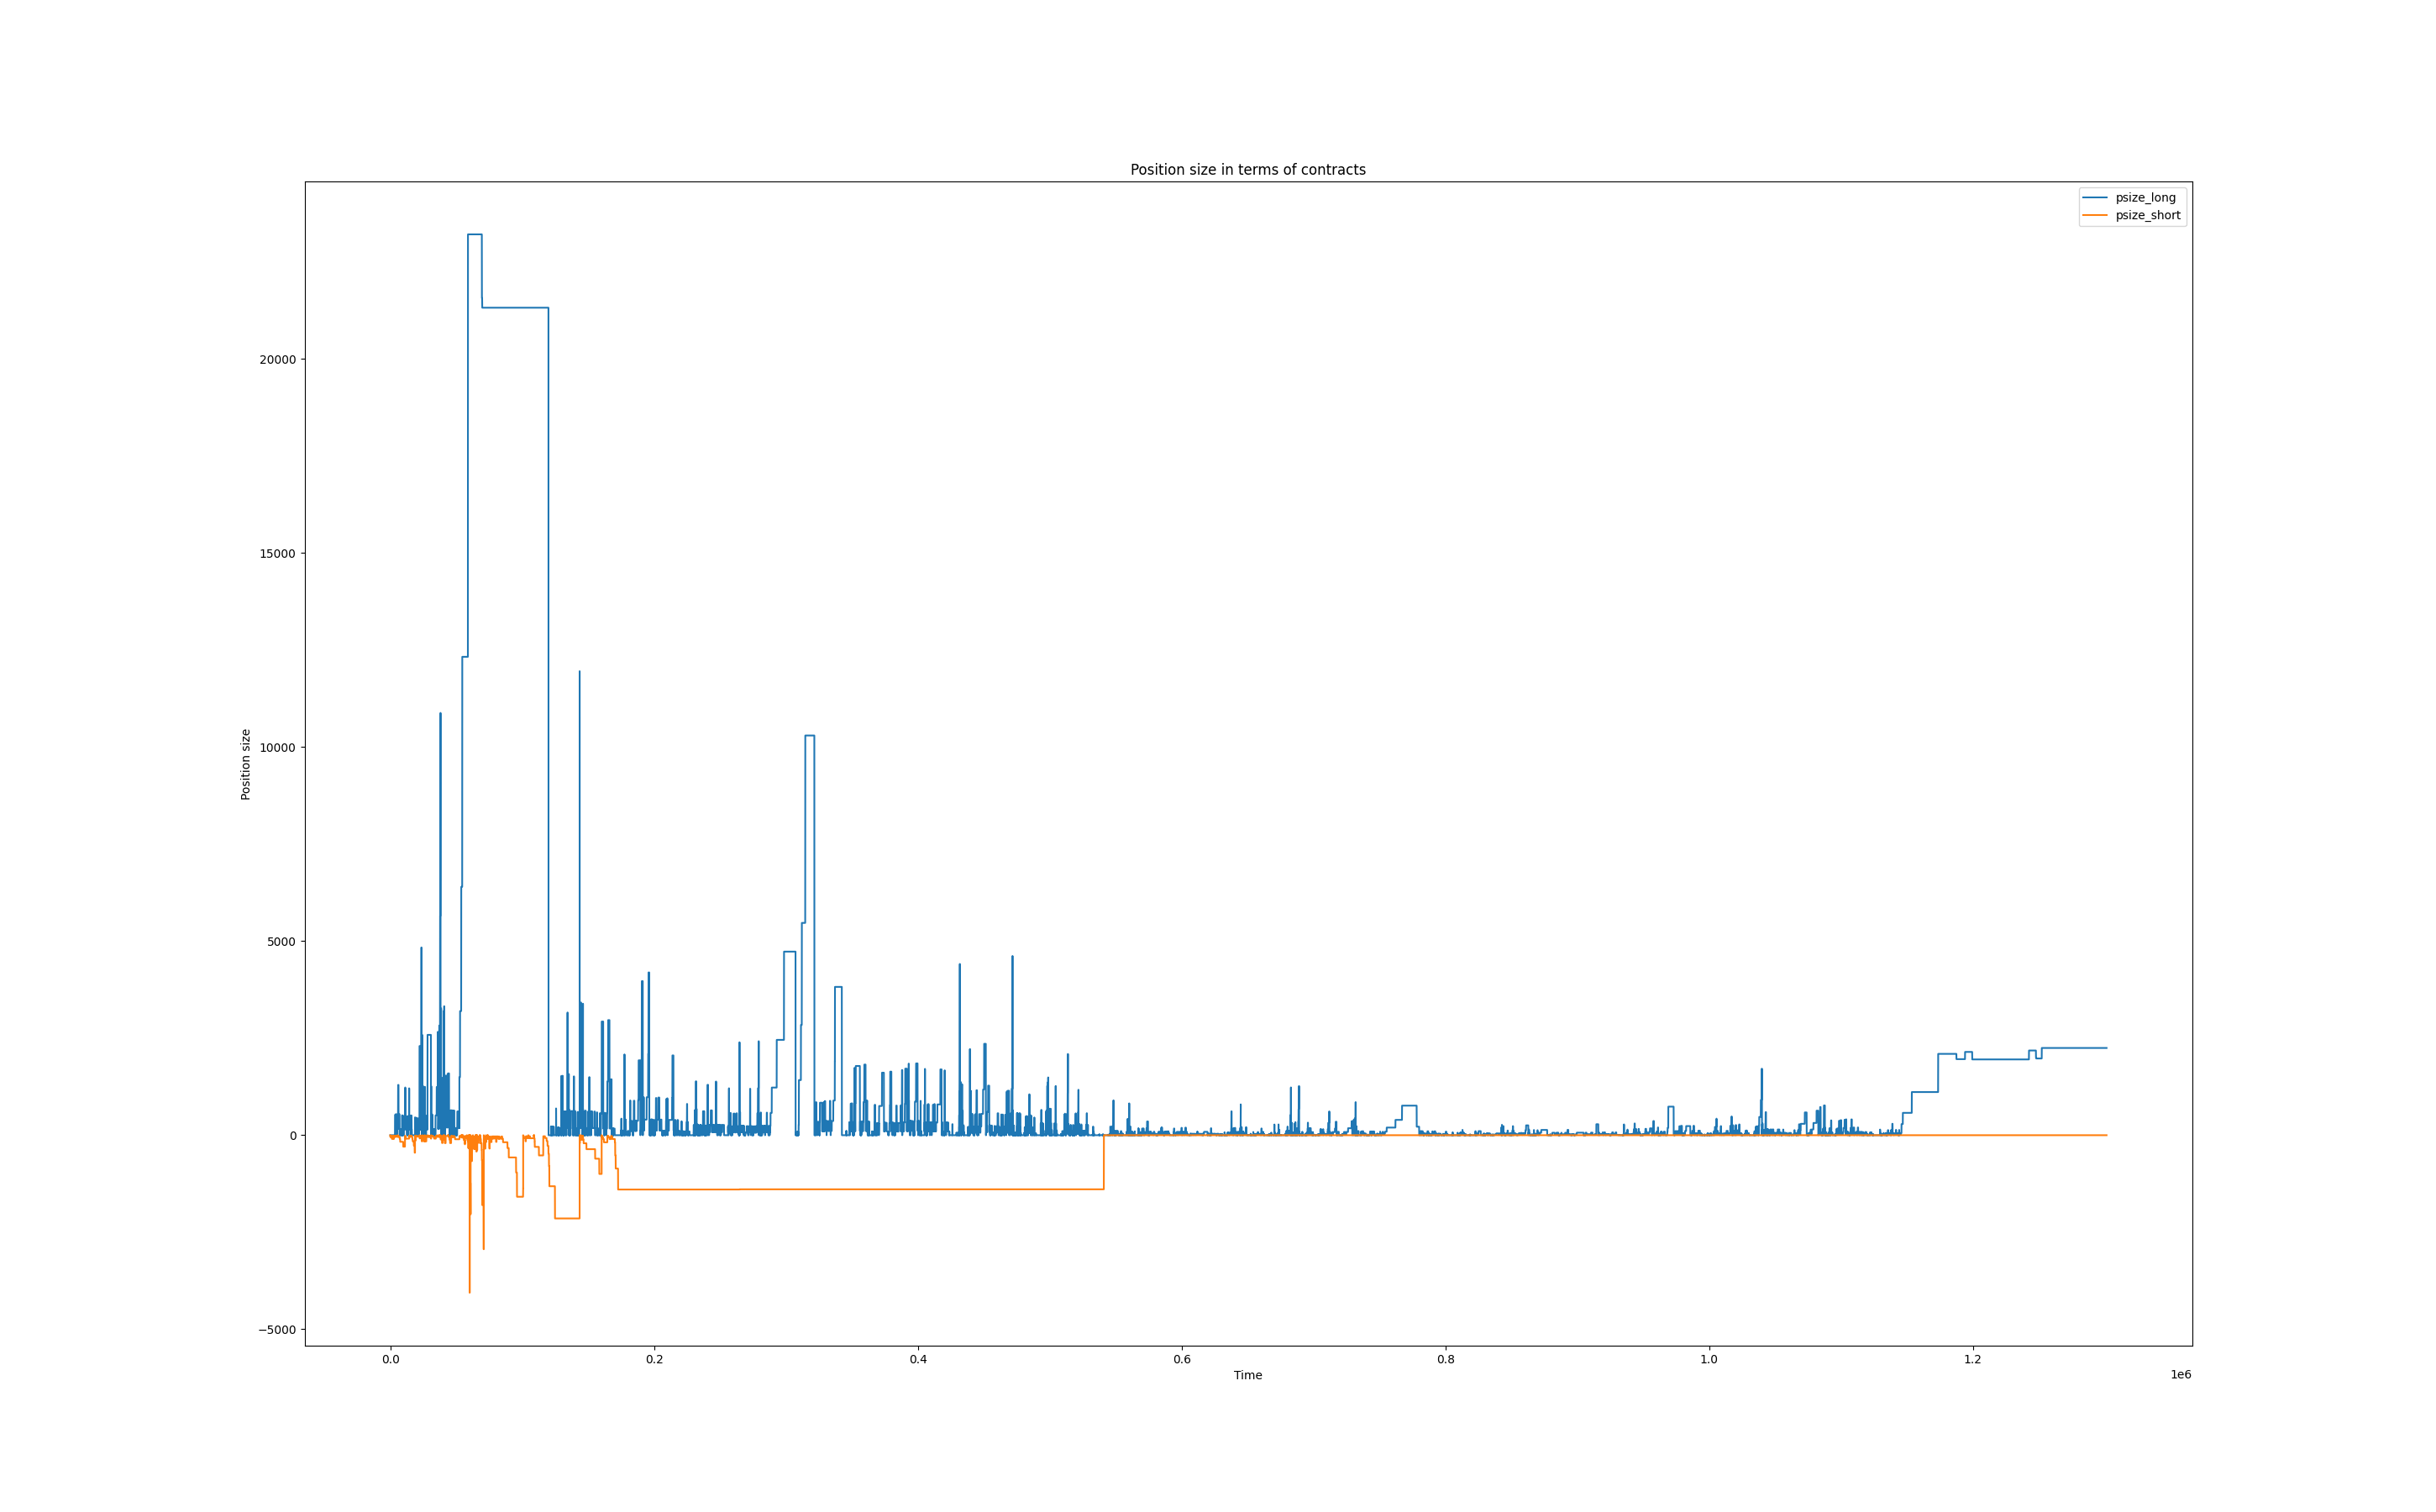 Position size in terms of contracts
psize_long
psize_short
Position size
20000
15000
10000
5000
0
−5000
0.0 0.2 0.4 0.6 0.8 1.0 1.2
Time
1e6